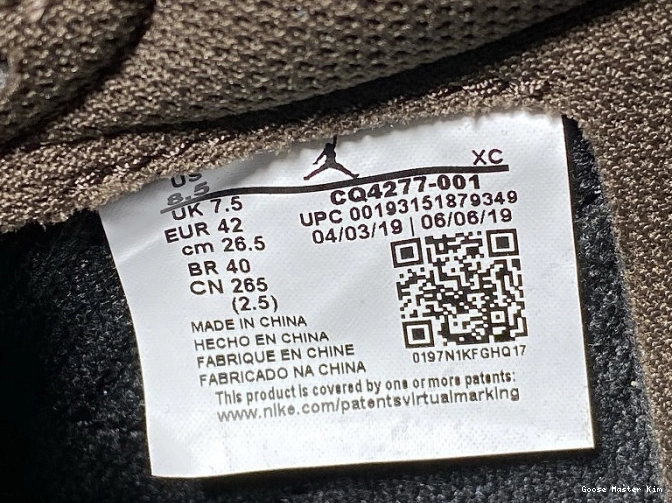 US
8.5
UK 7.5
EUR 42
cm 26.5
BR 40
CN 265
(2.5)
XC
CQ4277-001
UPC 00193151879349
04/03/19 | 06/06/19
0197N1KFGHQ17
MADE IN CHINA
HECHO EN CHINA
FABRIQUE EN CHINE
FABRICADO NA CHINA
This product is covered by one or more patents:
www.nike.com/patentsvirtualmarking
Goose Master Kim